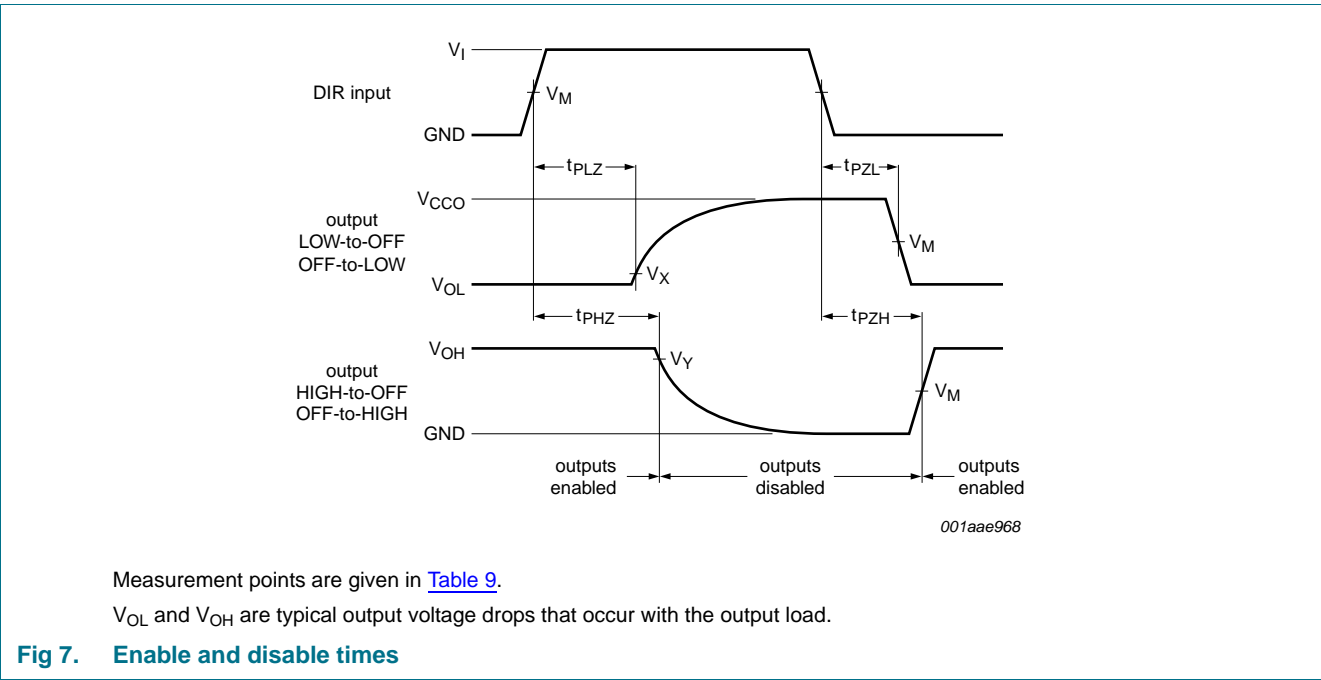 V_I
DIR input
V_M
GND
t_PLZ
t_PZL
V_CCO
output
LOW-to-OFF
OFF-to-LOW
V_M
V_X
V_OL
t_PHZ
t_PZH
V_OH
V_Y
output
HIGH-to-OFF
OFF-to-HIGH
V_M
GND
outputs
enabled
outputs
disabled
outputs
enabled
001aae968
Measurement points are given in Table 9.
V_OL and V_OH are typical output voltage drops that occur with the output load.
Fig 7. Enable and disable times